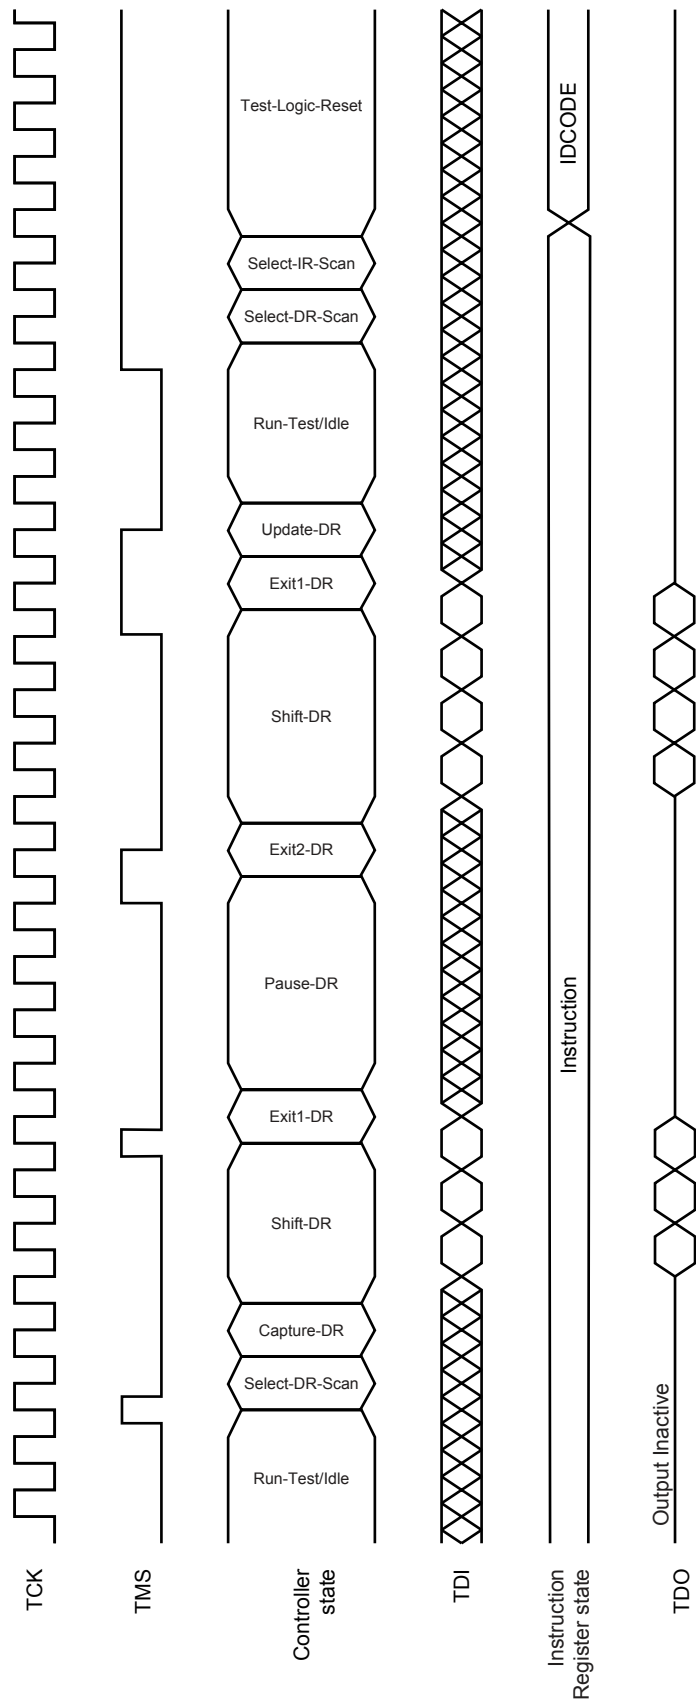 TCK
TMS
Controller
state
Run-Test/Idle
Select-DR-Scan
Capture-DR
Shift-DR
Exit1-DR
Pause-DR
Exit2-DR
Shift-DR
Exit1-DR
Update-DR
Run-Test/Idle
Select-DR-Scan
Select-IR-Scan
Test-Logic-Reset
TDI
Instruction
Register state
Instruction
IDCODE
TDO
Output Inactive